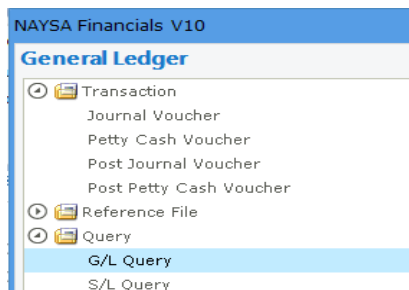 NAYSA Financials V10
General Ledger
Transaction
Journal Voucher
Petty Cash Voucher
Post Journal Voucher
Post Petty Cash Voucher
Reference File
Query
G/L Query
S/L Query